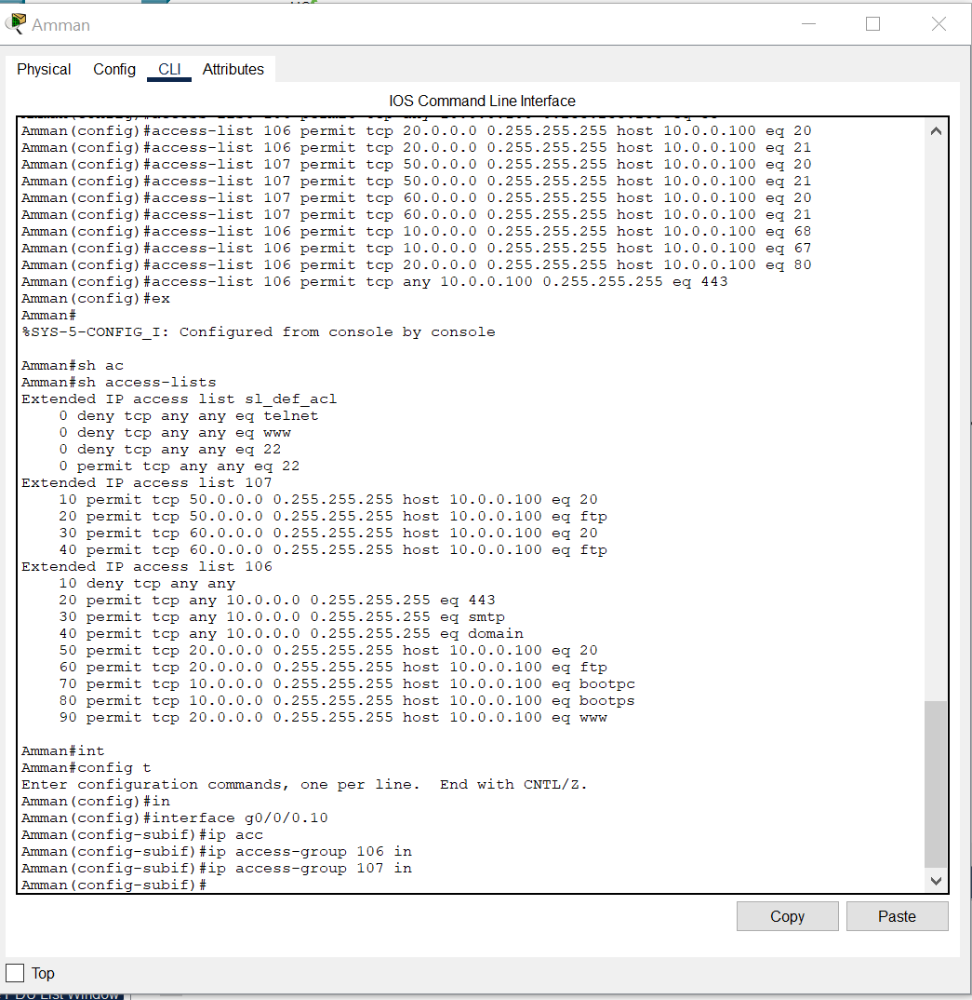 Amman
Physical Config CLI Attributes
IOS Command Line Interface
Amman(config)#access-list 106 permit tcp 20.0.0.0 0.255.255.255 host 10.0.0.100 eq 20
Amman(config)#access-list 106 permit tcp 20.0.0.0 0.255.255.255 host 10.0.0.100 eq 21
Amman(config)#access-list 107 permit tcp 50.0.0.0 0.255.255.255 host 10.0.0.100 eq 20
Amman(config)#access-list 107 permit tcp 50.0.0.0 0.255.255.255 host 10.0.0.100 eq 21
Amman(config)#access-list 107 permit tcp 60.0.0.0 0.255.255.255 host 10.0.0.100 eq 20
Amman(config)#access-list 107 permit tcp 60.0.0.0 0.255.255.255 host 10.0.0.100 eq 21
Amman(config)#access-list 106 permit tcp 10.0.0.0 0.255.255.255 host 10.0.0.100 eq 68
Amman(config)#access-list 106 permit tcp 10.0.0.0 0.255.255.255 host 10.0.0.100 eq 67
Amman(config)#access-list 106 permit tcp 20.0.0.0 0.255.255.255 host 10.0.0.100 eq 80
Amman(config)#access-list 106 permit tcp any 10.0.0.100 0.255.255.255 eq 443
Amman(config)#ex
Amman#
%SYS-5-CONFIG_I: Configured from console by console
Amman#sh ac
Amman#sh access-lists
Extended IP access list sl_def_acl
0 deny tcp any any eq telnet
0 deny tcp any any eq www
0 deny tcp any any eq 22
0 permit tcp any any eq 22
Extended IP access list 107
10 permit tcp 50.0.0.0 0.255.255.255 host 10.0.0.100 eq 20
20 permit tcp 50.0.0.0 0.255.255.255 host 10.0.0.100 eq ftp
30 permit tcp 60.0.0.0 0.255.255.255 host 10.0.0.100 eq 20
40 permit tcp 60.0.0.0 0.255.255.255 host 10.0.0.100 eq ftp
Extended IP access list 106
10 deny tcp any any
20 permit tcp any 10.0.0.0 0.255.255.255 eq 443
30 permit tcp any 10.0.0.0 0.255.255.255 eq smtp
40 permit tcp any 10.0.0.0 0.255.255.255 eq domain
50 permit tcp 20.0.0.0 0.255.255.255 host 10.0.0.100 eq 20
60 permit tcp 20.0.0.0 0.255.255.255 host 10.0.0.100 eq ftp
70 permit tcp 10.0.0.0 0.255.255.255 host 10.0.0.100 eq bootpc
80 permit tcp 10.0.0.0 0.255.255.255 host 10.0.0.100 eq bootps
90 permit tcp 20.0.0.0 0.255.255.255 host 10.0.0.100 eq www
Amman#int
Amman#config t
Enter configuration commands, one per line. End with CNTL/Z.
Amman(config)#in
Amman(config)#interface g0/0/0.10
Amman(config-subif)#ip acc
Amman(config-subif)#ip access-group 106 in
Amman(config-subif)#ip access-group 107 in
Amman(config-subif)#
Copy Paste
Top
List Window